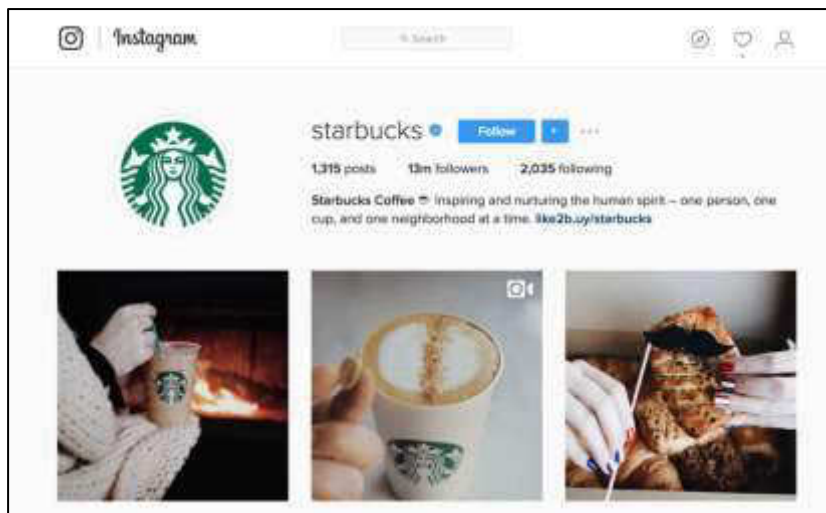 Instagram
Search
starbucks Follow
1,315 posts 13m followers 2,035 following
Starbucks Coffee ☕ Inspiring and nurturing the human spirit – one person, one
cup, and one neighborhood at a time. like2b.uy/starbucks